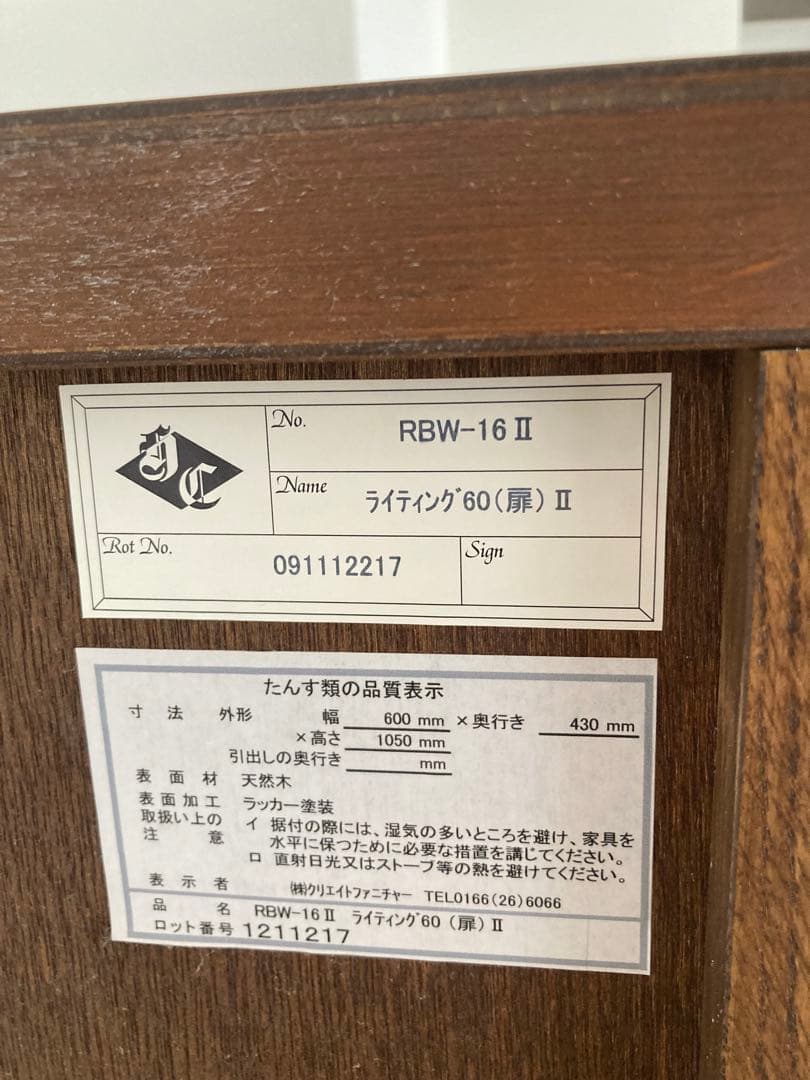 JC
No.
RBW-16Ⅱ
Name
ライティング60(扉)Ⅱ
Rot No.
091112217
Sign
たんす類の品質表示
寸法 外形 幅 600 mm ×奥行き 430 mm
×高さ 1050 mm
引出しの奥行き mm
表面材 天然木
表面加工 ラッカー塗装
取扱い上の注意 イ 据付の際には、湿気の多いところを避け、家具を
水平に保つために必要な措置を講じてください。
ロ 直射日光又はストーブ等の熱を避けてください。
表示者 ㈱クリエイトファニチャー TEL0166(26)6066
品名 RBW-16Ⅱ ライティング60(扉)Ⅱ
ロット番号 1211217